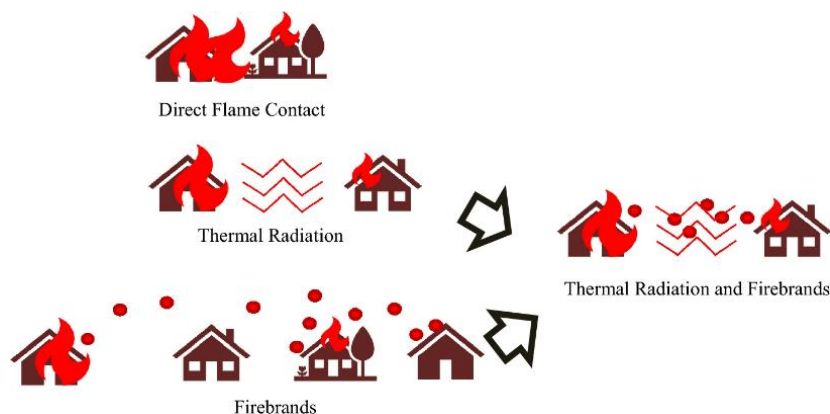 Direct Flame Contact
Thermal Radiation
Thermal Radiation and Firebrands
Firebrands